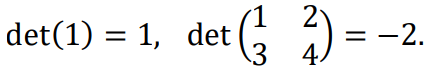 det(1) = 1, det (1 2
3 4) = −2.